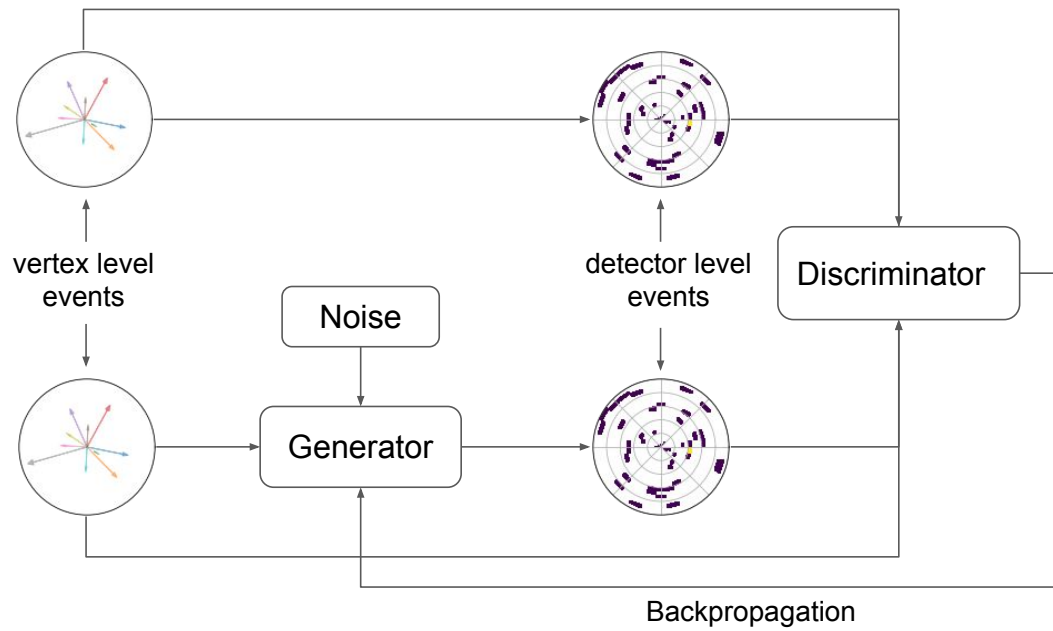 vertex level
events
detector level
events
Discriminator
Noise
Generator
Backpropagation